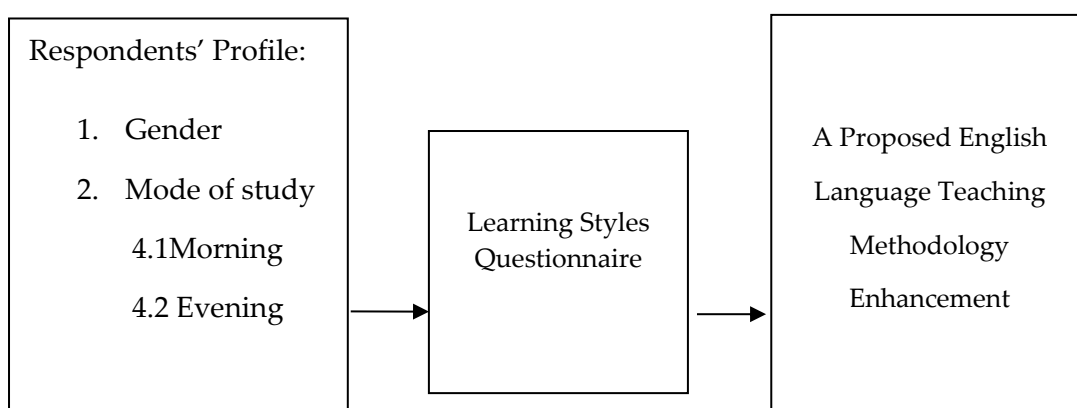 Respondents’ Profile:
1. Gender
2. Mode of study
4.1Morning
4.2 Evening
Learning Styles
Questionnaire
A Proposed English
Language Teaching
Methodology
Enhancement